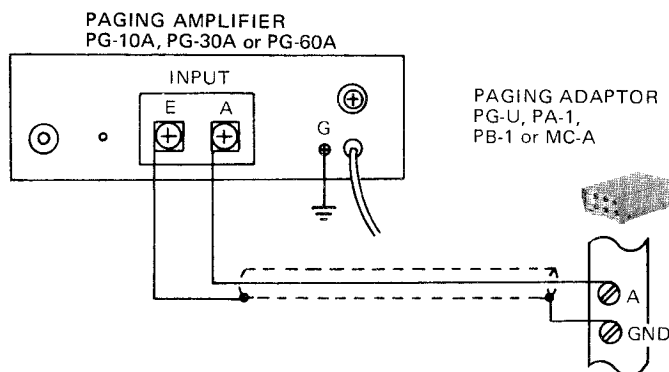 PAGING AMPLIFIER
PG-10A, PG-30A or PG-60A
INPUT
E
A
G
PAGING ADAPTOR
PG-U, PA-1,
PB-1 or MC-A
A
GND